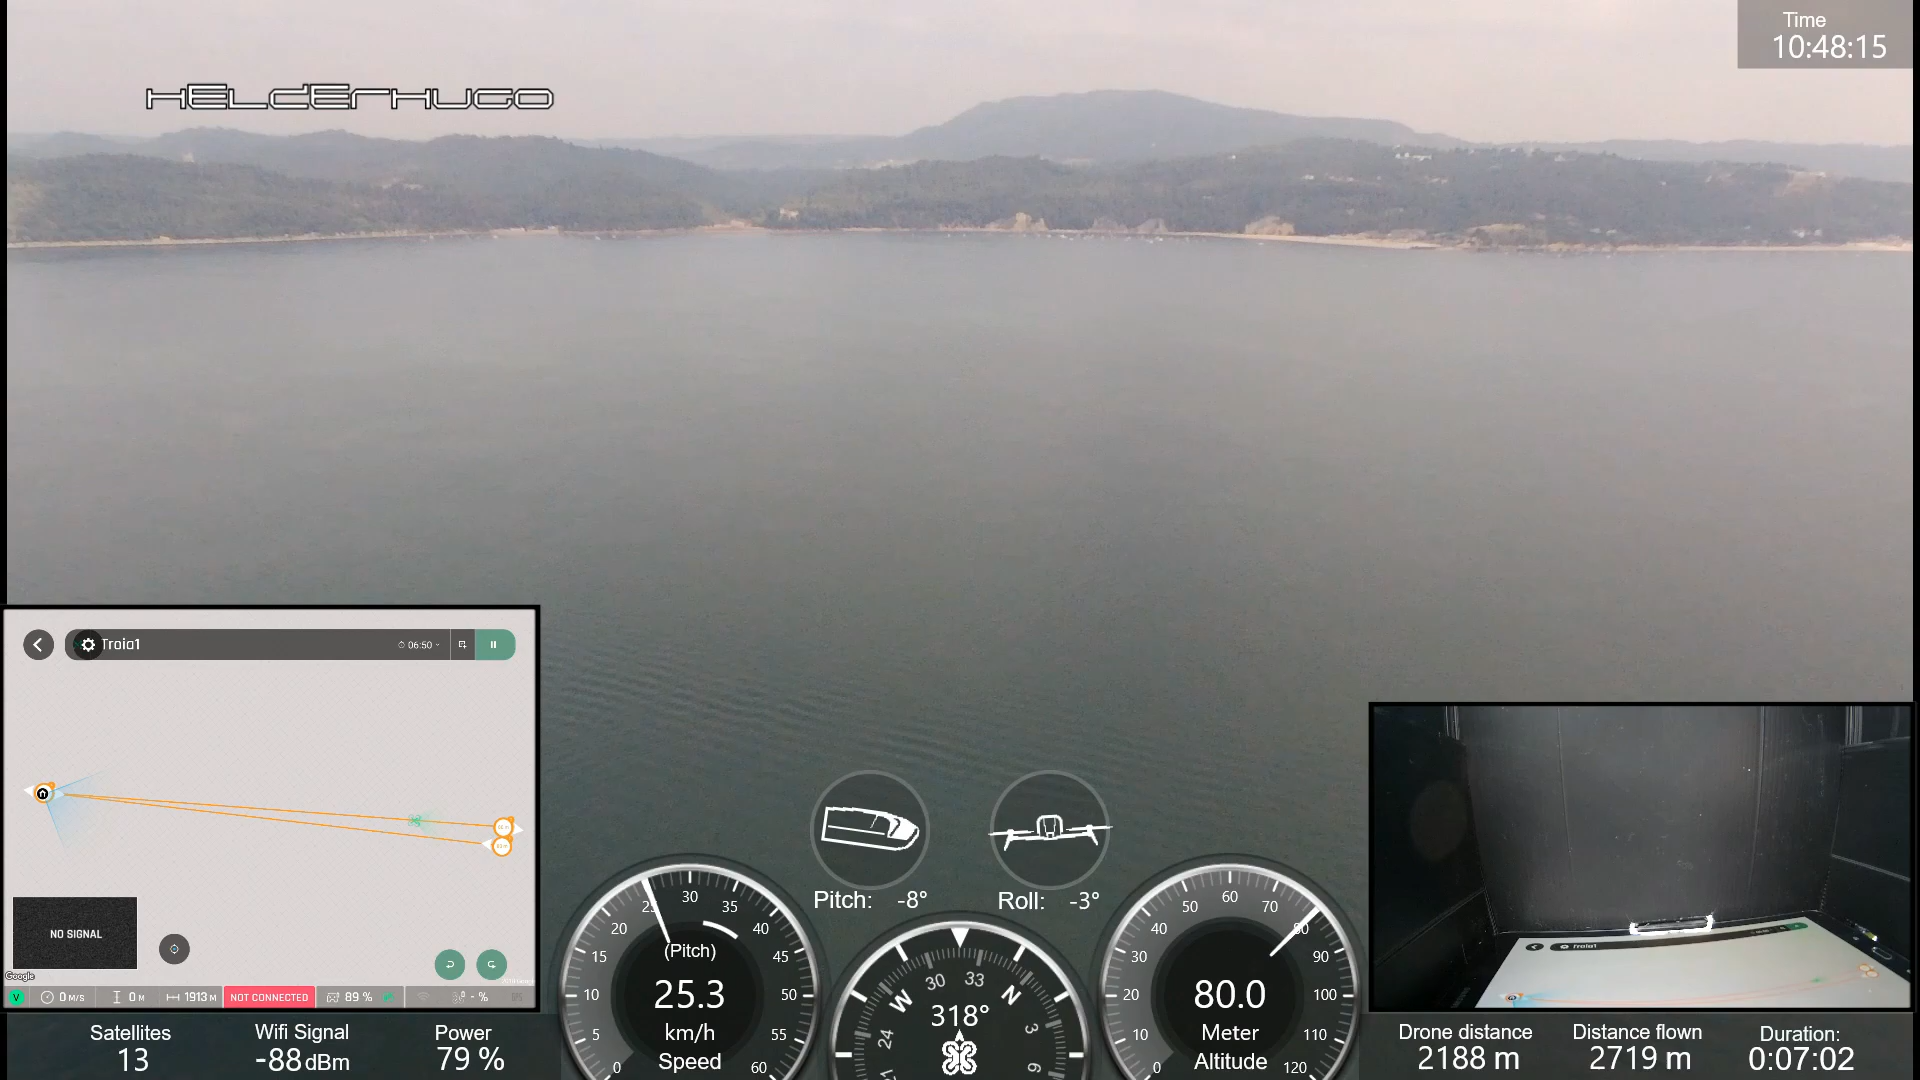 Time
10:48:15
HELDERHUGO
Troia1
06:50
NO SIGNAL
Google
V
0 M/S
0 M
1913 M
NOT CONNECTED
89 %
- %
Pitch: -8°
Roll: -3°
0
5
10
15
20
25
30
35
40
45
50
55
60
(Pitch)
25.3
km/h
Speed
24
W
30
33
N
3
6
318°
0
10
20
30
40
50
60
70
80
90
100
110
120
80.0
Meter
Altitude
Troia1
Satellites
13
Wifi Signal
-88 dBm
Power
79 %
Drone distance
2188 m
Distance flown
2719 m
Duration:
0:07:02